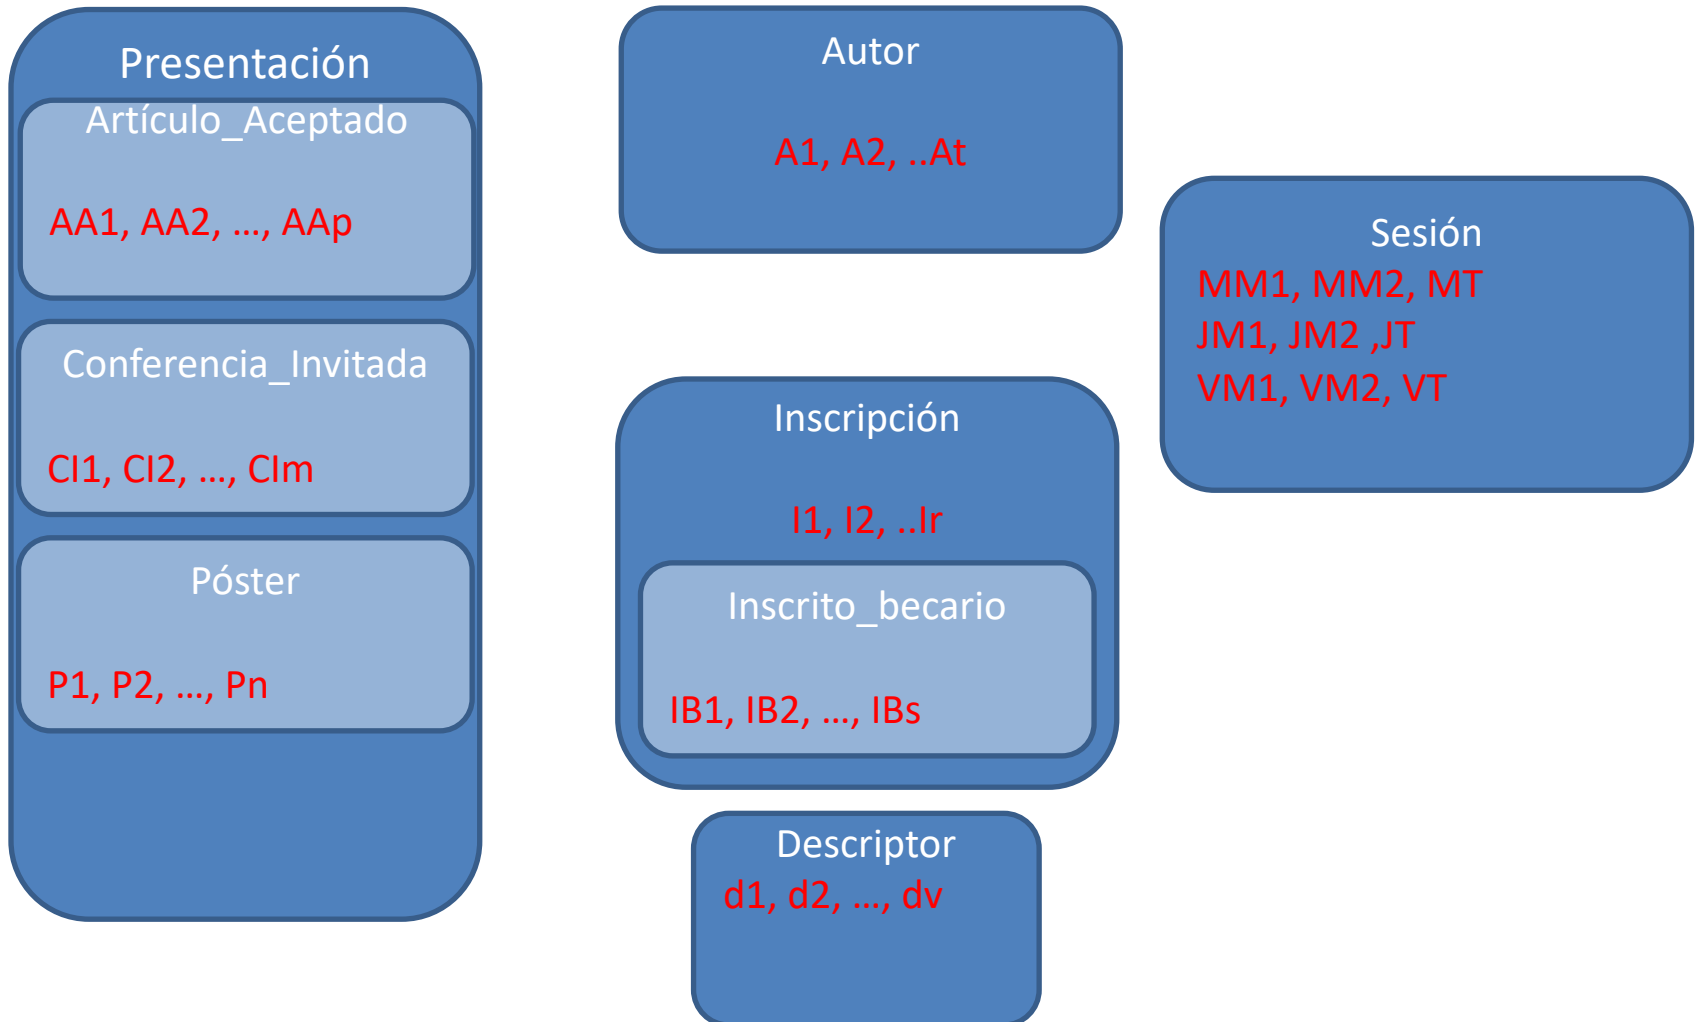 Presentación
Artículo_Aceptado
AA1, AA2, ..., AAp
Conferencia_Invitada
CI1, CI2, ..., CIm
Póster
P1, P2, ..., Pn
Autor
A1, A2, ..At
Inscripción
I1, I2, ..Ir
Inscrito_becario
IB1, IB2, ..., IBs
Descriptor
d1, d2, ..., dv
Sesión
MM1, MM2, MT
JM1, JM2 ,JT
VM1, VM2, VT